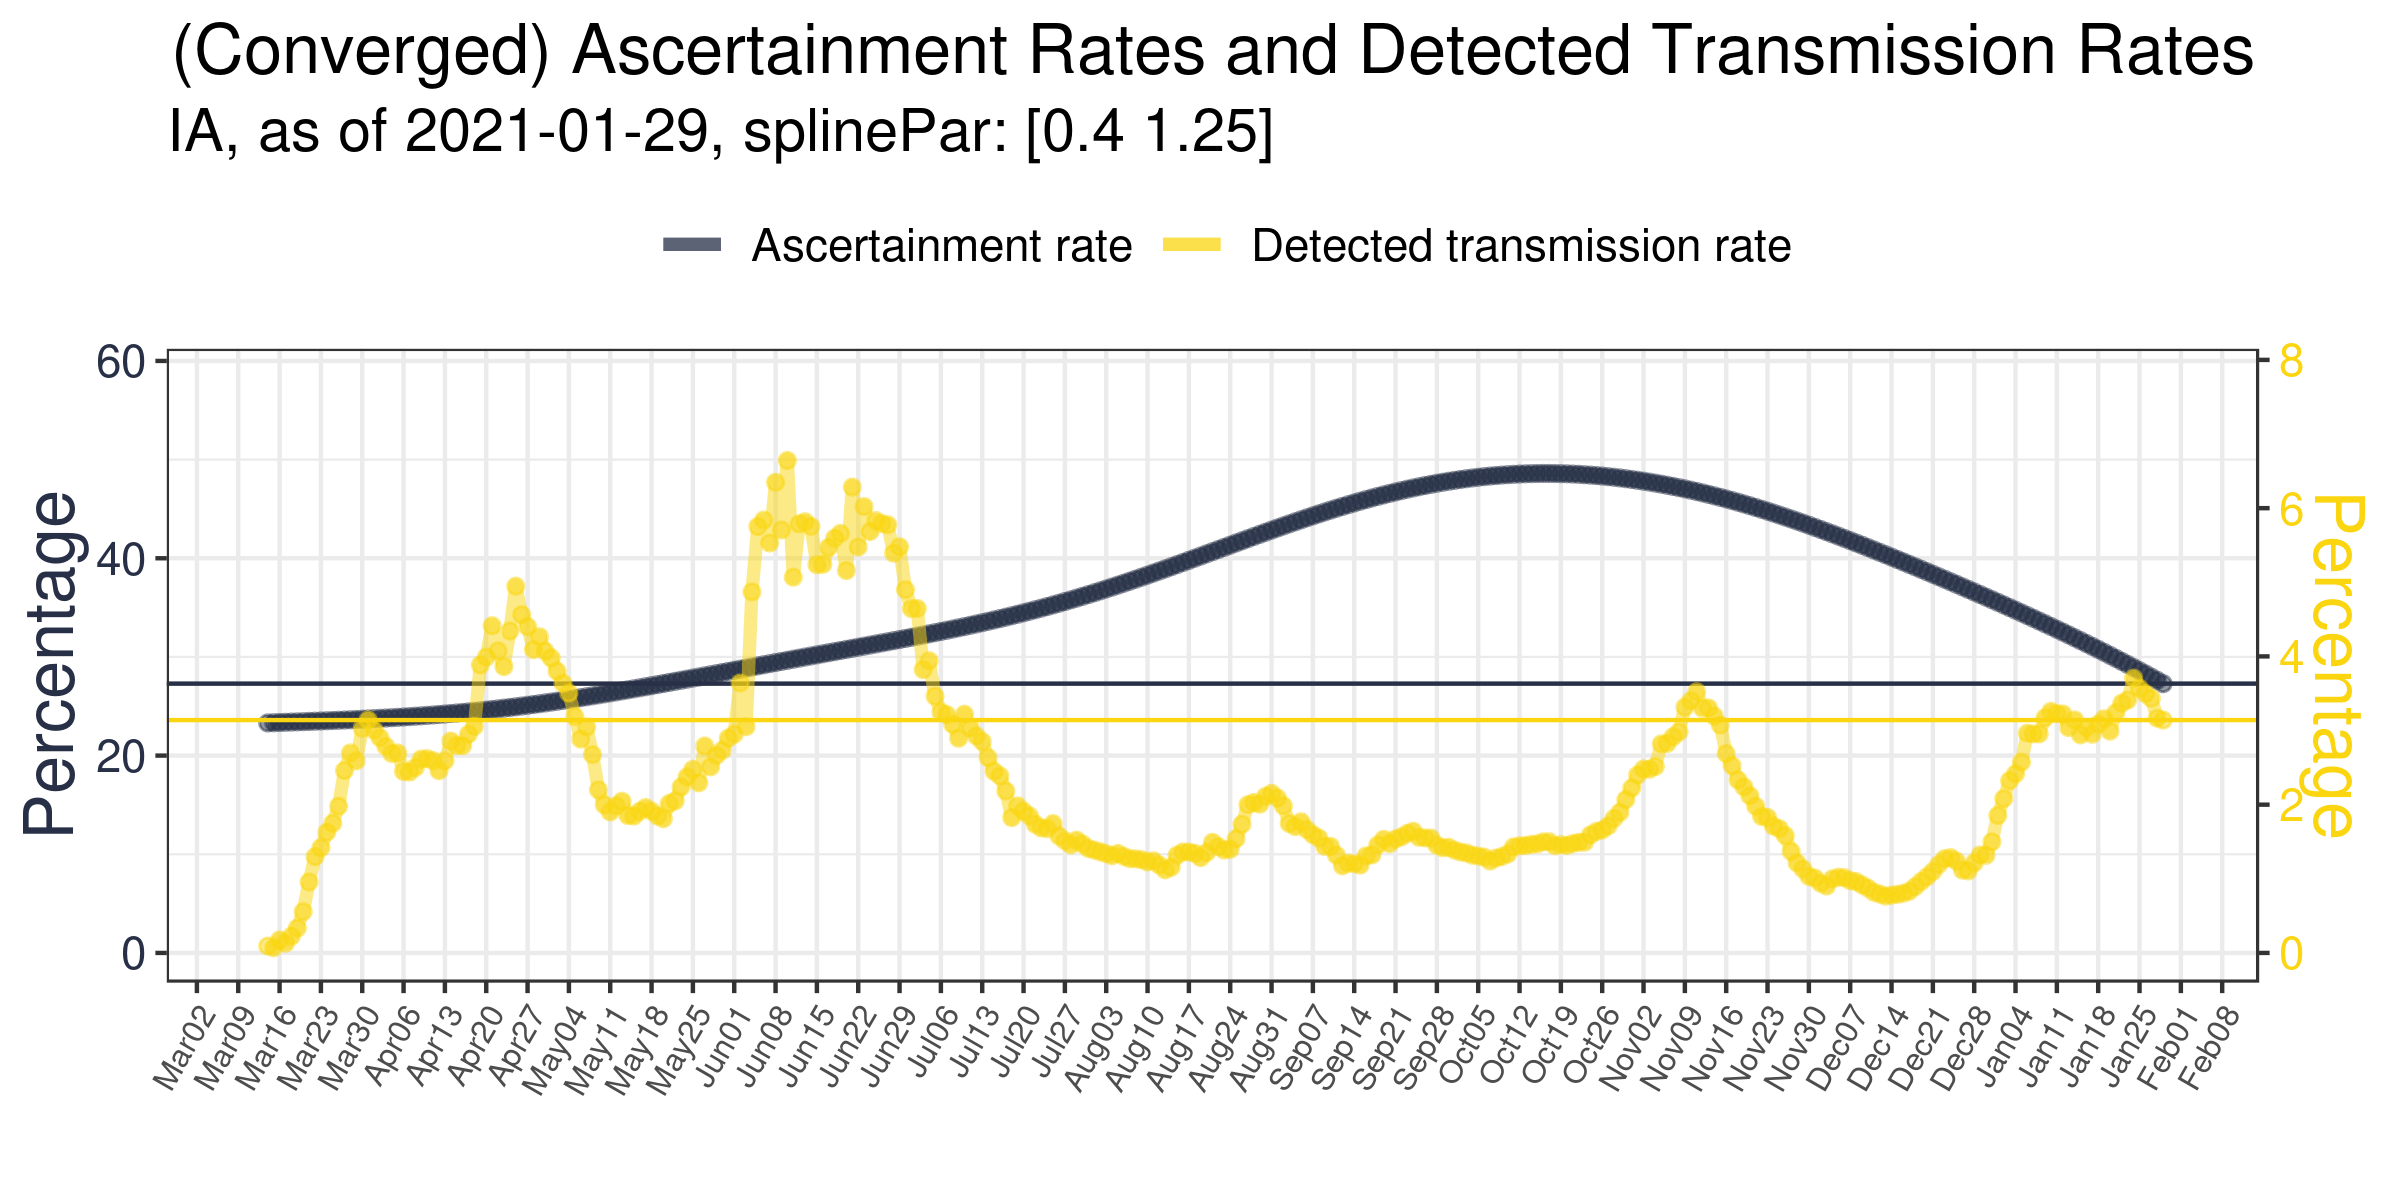 (Converged) Ascertainment Rates and Detected Transmission Rates
IA, as of 2021-01-29, splinePar: [0.4 1.25]
Ascertainment rate
Detected transmission rate
Percentage
60
40
20
0
8
6
4
2
0
Percentage
Mar02
Mar09
Mar16
Mar23
Mar30
Apr06
Apr13
Apr20
Apr27
May04
May11
May18
May25
Jun01
Jun08
Jun15
Jun22
Jun29
Jul06
Jul13
Jul20
Jul27
Aug03
Aug10
Aug17
Aug24
Aug31
Sep07
Sep14
Sep21
Sep28
Oct05
Oct12
Oct19
Oct26
Nov02
Nov09
Nov16
Nov23
Nov30
Dec07
Dec14
Dec21
Dec28
Jan04
Jan11
Jan18
Jan25
Feb01
Feb08